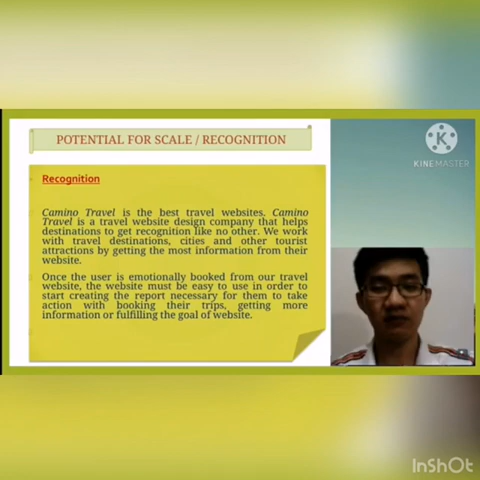 POTENTIAL FOR SCALE / RECOGNITION
KINEMASTER
Recognition
Camino Travel is the best travel websites. Camino
Travel is a travel website design company that helps
destinations to get recognition like no other. We work
with travel destinations, cities and other tourist
attractions by getting the most information from their
website.
Once the user is emotionally booked from our travel
website, the website must be easy to use in order to
start creating the report necessary for them to take
action with booking their trips, getting more
information or fulfilling the goal of website.
InShOt